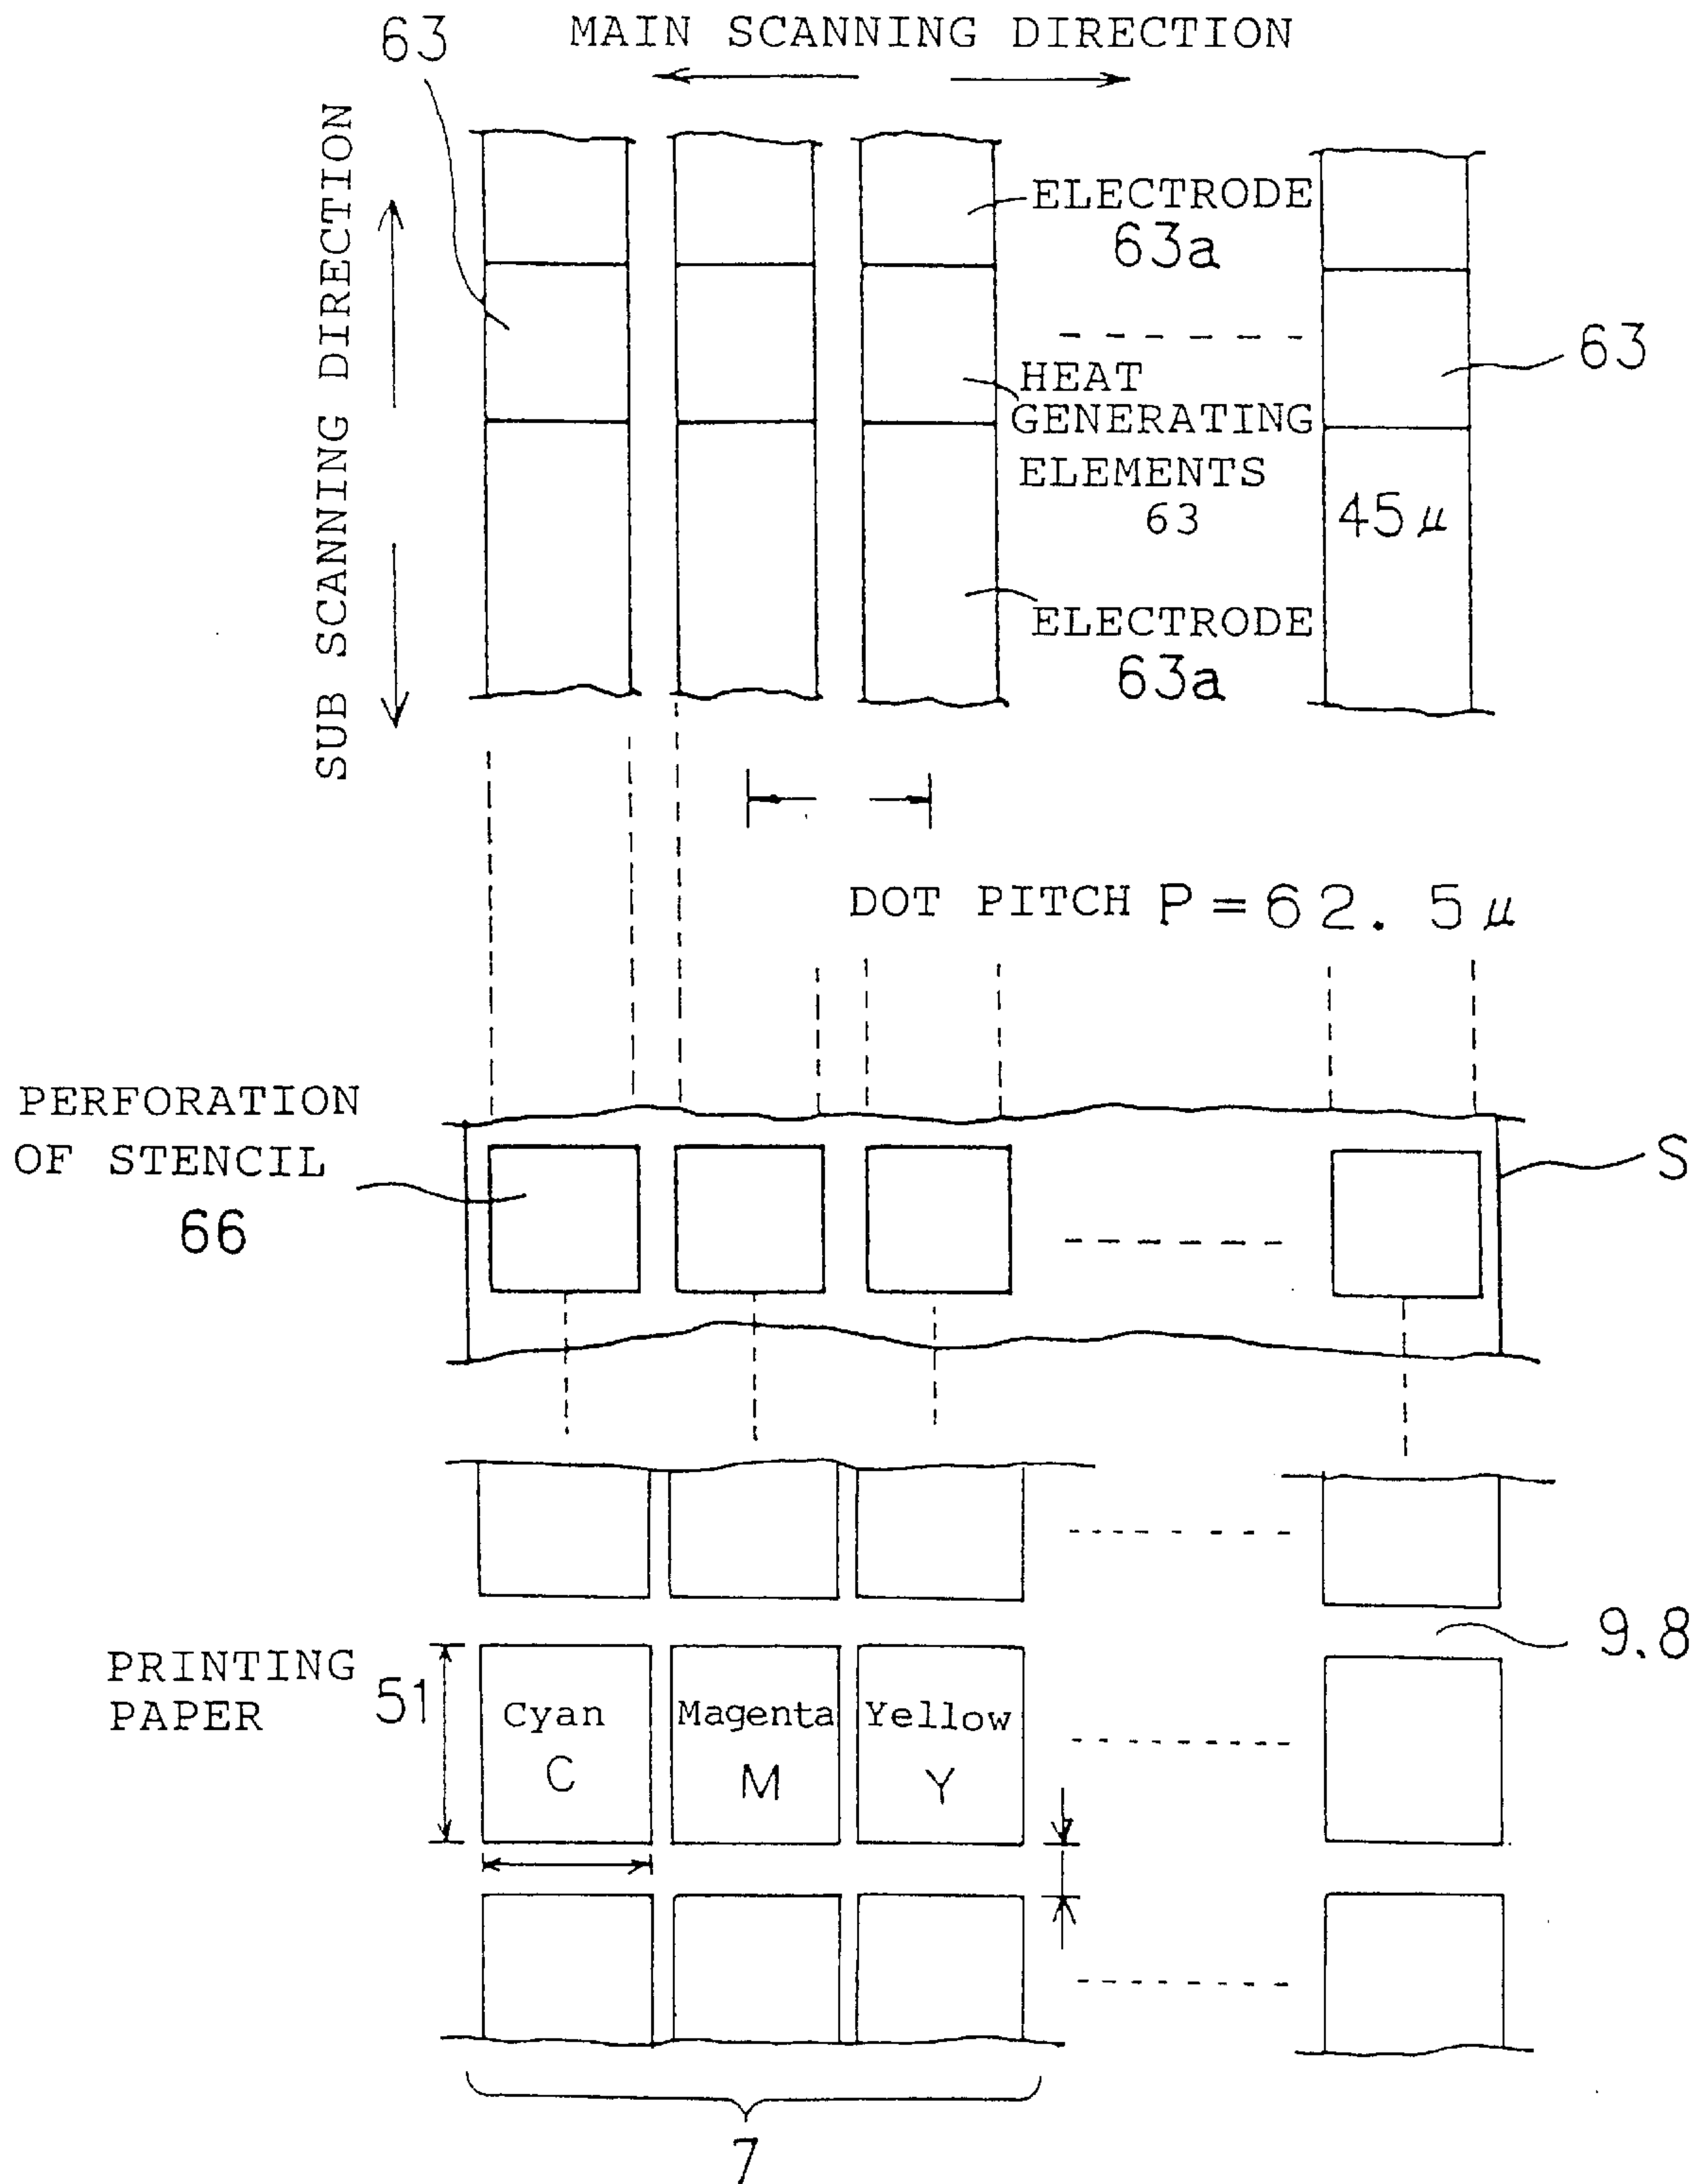 63
MAIN SCANNING DIRECTION
SUB SCANNING DIRECTION
ELECTRODE
63a
63
HEAT
GENERATING
ELEMENTS
63
45μ
ELECTRODE
63a
DOT PITCH P=62. 5μ
PERFORATION
OF STENCIL
66
S
9.8
PRINTING
PAPER
51
Cyan
C
Magenta
M
Yellow
Y
7